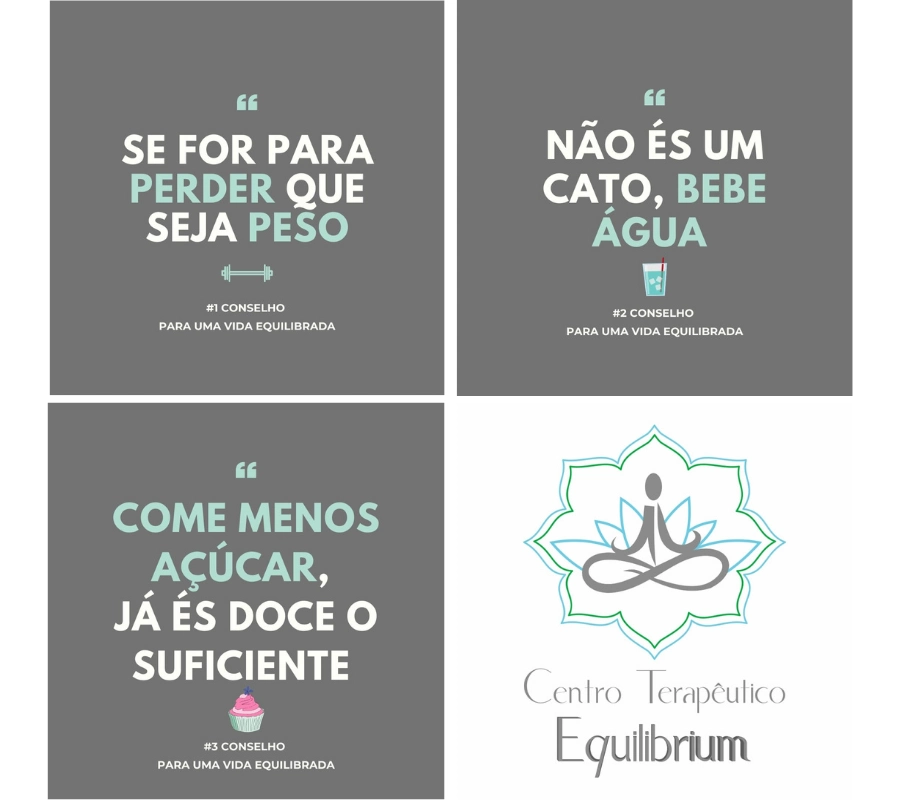 “
SE FOR PARA
PERDER QUE
SEJA PESO
#1 CONSELHO
PARA UMA VIDA EQUILIBRADA
“
NÃO ÉS UM
CATO, BEBE
ÁGUA
#2 CONSELHO
PARA UMA VIDA EQUILIBRADA
“
COME MENOS
AÇÚCAR,
JÁ ÉS DOCE O
SUFICIENTE
#3 CONSELHO
PARA UMA VIDA EQUILIBRADA
Centro Terapêutico
Equilibrium